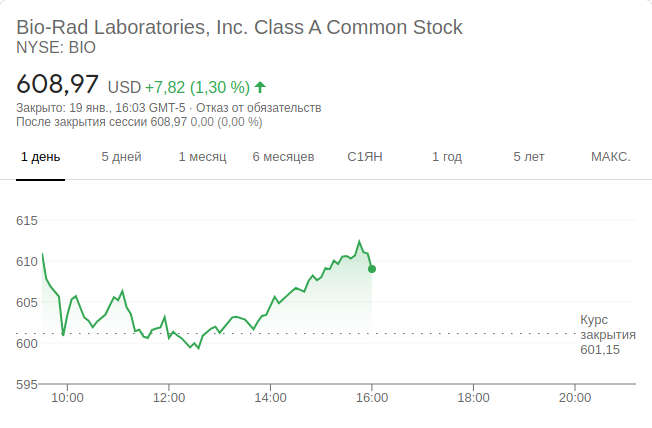 Bio-Rad Laboratories, Inc. Class A Common Stock
NYSE: BIO
608,97 USD +7,82 (1,30 %)
Закрыто: 19 янв., 16:03 GMT-5 · Отказ от обязательств
После закрытия сессии 608,97 0,00 (0,00 %)
1 день 5 дней 1 месяц 6 месяцев С1ЯН 1 год 5 лет МАКС.
615
610
605
600
595
Курс
закрытия
601,15
10:00 12:00 14:00 16:00 18:00 20:00